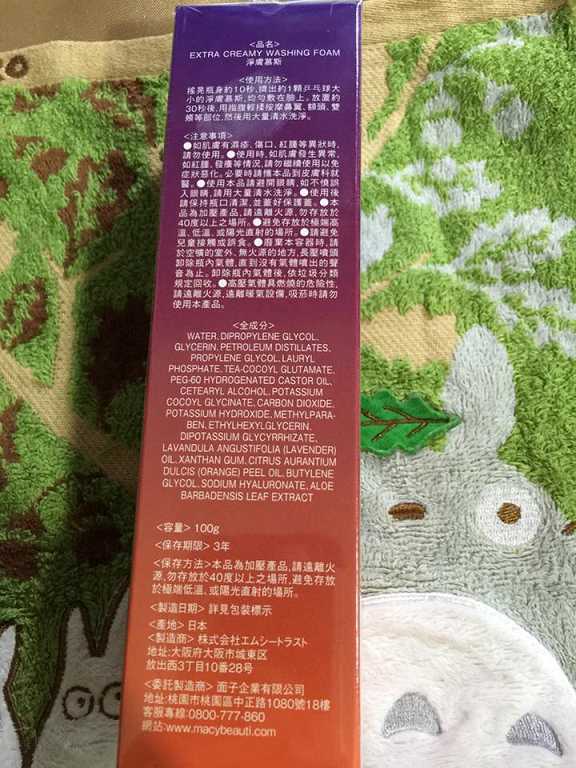 <品名>
EXTRA CREAMY WASHING FOAM
淨膚慕斯
<使用方法>
搖晃瓶身約10秒,擠出約1顆乒乓球大
小的淨膚慕斯,均勻敷在臉上。放置約
30秒後,用指腹輕揉按摩鼻翼、額頭、雙
頰等部位,然後用大量清水洗淨。
<注意事項>
●如肌膚有濕疹、傷口、紅腫等異狀時,
請勿使用。●使用時,如肌膚發生異常,
如紅腫、發癢等情況,請勿繼續使用以免
症狀惡化。必要時請攜本品到皮膚科就
醫。●使用本品請避開眼睛,如不慎誤
入眼睛,請用大量清水洗淨。●使用後
請保持瓶口清潔,並蓋好保護蓋。●本
品為加壓產品,請遠離火源,勿存放於
40度以上之場所。●避免存放於極端高
溫、低溫、或陽光直射的場所。●請避免
兒童接觸或誤食。●廢棄本容器時,請
於空曠的室外、無火源的地方,長壓噴頭
卸除瓶內氣體,直到沒有氣體噴出的聲
音為止。卸除瓶內氣體後,依垃圾分類
規定回收。●高壓氣體具燃燒的危險性,
請遠離火源,遠離暖氣設備,吸菸時請勿
使用本產品。
<全成分>
WATER, DIPROPYLENE GLYCOL,
GLYCERIN, PETROLEUM DISTILLATES,
PROPYLENE GLYCOL, LAURYL
PHOSPHATE, TEA-COCOYL GLUTAMATE,
PEG-60 HYDROGENATED CASTOR OIL,
CETEARYL ALCOHOL, POTASSIUM
COCOYL GLYCINATE, CARBON DIOXIDE,
POTASSIUM HYDROXIDE, METHYLPARA-
BEN, ETHYLHEXYLGLYCERIN,
DIPOTASSIUM GLYCYRRHIZATE,
LAVANDULA ANGUSTIFOLIA (LAVENDER)
OIL, XANTHAN GUM, CITRUS AURANTIUM
DULCIS (ORANGE) PEEL OIL, BUTYLENE
GLYCOL, SODIUM HYALURONATE, ALOE
BARBADENSIS LEAF EXTRACT
<容量> 100g
<保存期限> 3年
<保存方法>本品為加壓產品,請遠離火
源,勿存放於40度以上之場所,避免存放
於極端低溫、或陽光直射的場所。
<製造日期> 詳見包裝標示
<產地> 日本
<製造商> 株式会社エムシートラスト
地址:大阪府大阪市城東区
放出西3丁目10番28号
<委託製造商> 面子企業有限公司
地址:桃園市桃園區中正路1080號18樓
客服專線:0800-777-860
網站:www.macybeauti.com